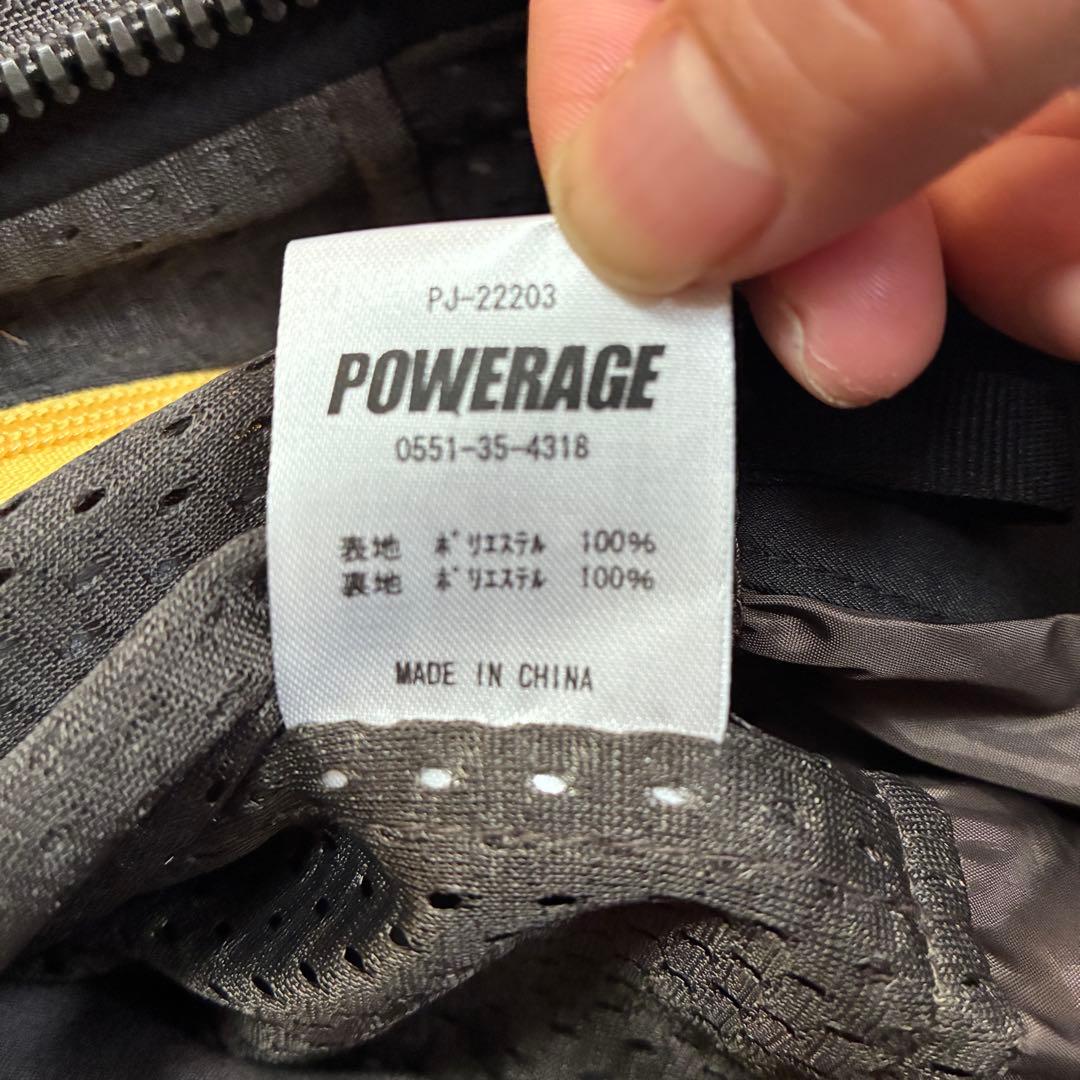 PJ-22203
POWERAGE
0551-35-4318
表地 ﾎﾟﾘｴｽﾃﾙ 100%
裏地 ﾎﾟﾘｴｽﾃﾙ 100%
MADE IN CHINA